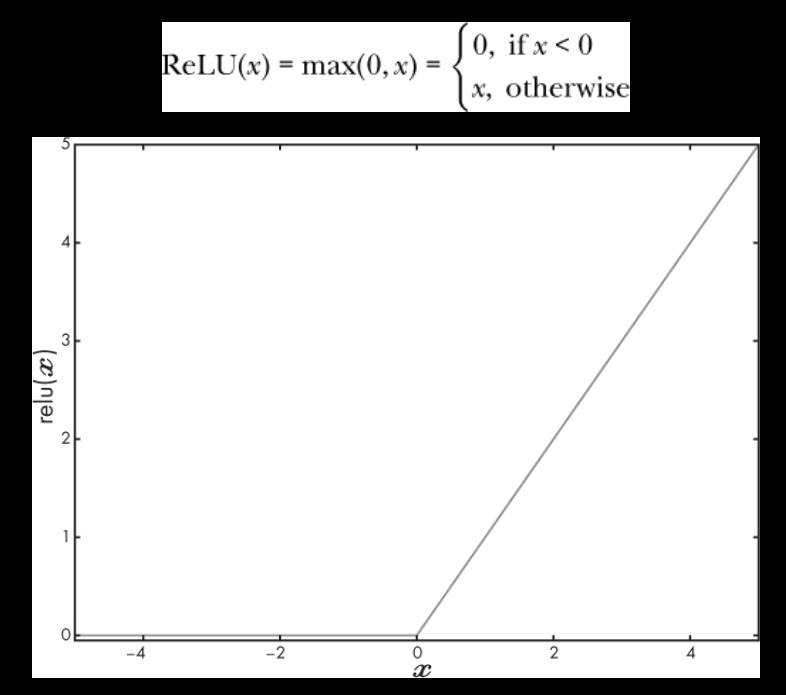 ReLU(x) = max(0, x) = { 0, if x < 0
x, otherwise
5
4
3
2
1
0
relu(x)
−4 −2 0 2 4
x